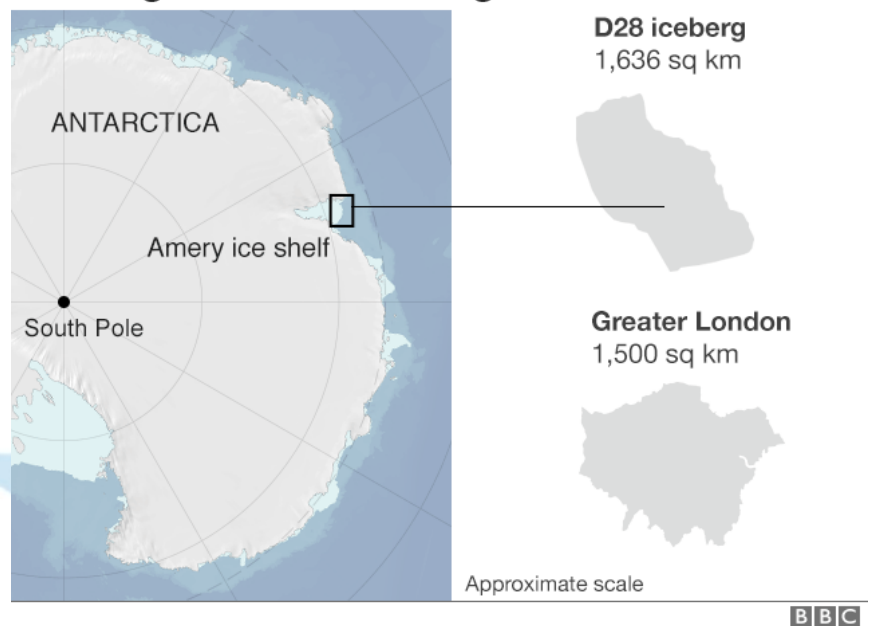 ANTARCTICA
Amery ice shelf
South Pole
D28 iceberg
1,636 sq km
Greater London
1,500 sq km
Approximate scale
BBC